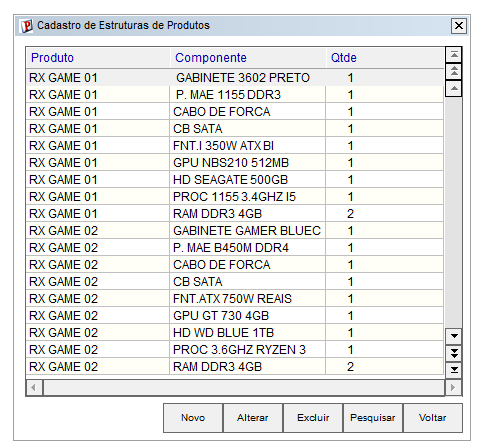 Cadastro de Estruturas de Produtos
Produto Componente Qtde
RX GAME 01 GABINETE 3602 PRETO 1
RX GAME 01 P. MAE 1155 DDR3 1
RX GAME 01 CABO DE FORCA 1
RX GAME 01 CB SATA 1
RX GAME 01 FNT.I 350W ATX BI 1
RX GAME 01 GPU NBS210 512MB 1
RX GAME 01 HD SEAGATE 500GB 1
RX GAME 01 PROC 1155 3.4GHZ I5 1
RX GAME 01 RAM DDR3 4GB 2
RX GAME 02 GABINETE GAMER BLUEC 1
RX GAME 02 P. MAE B450M DDR4 1
RX GAME 02 CABO DE FORCA 1
RX GAME 02 CB SATA 1
RX GAME 02 FNT.ATX 750W REAIS 1
RX GAME 02 GPU GT 730 4GB 1
RX GAME 02 HD WD BLUE 1TB 1
RX GAME 02 PROC 3.6GHZ RYZEN 3 1
RX GAME 02 RAM DDR3 4GB 2
Novo Alterar Excluir Pesquisar Voltar